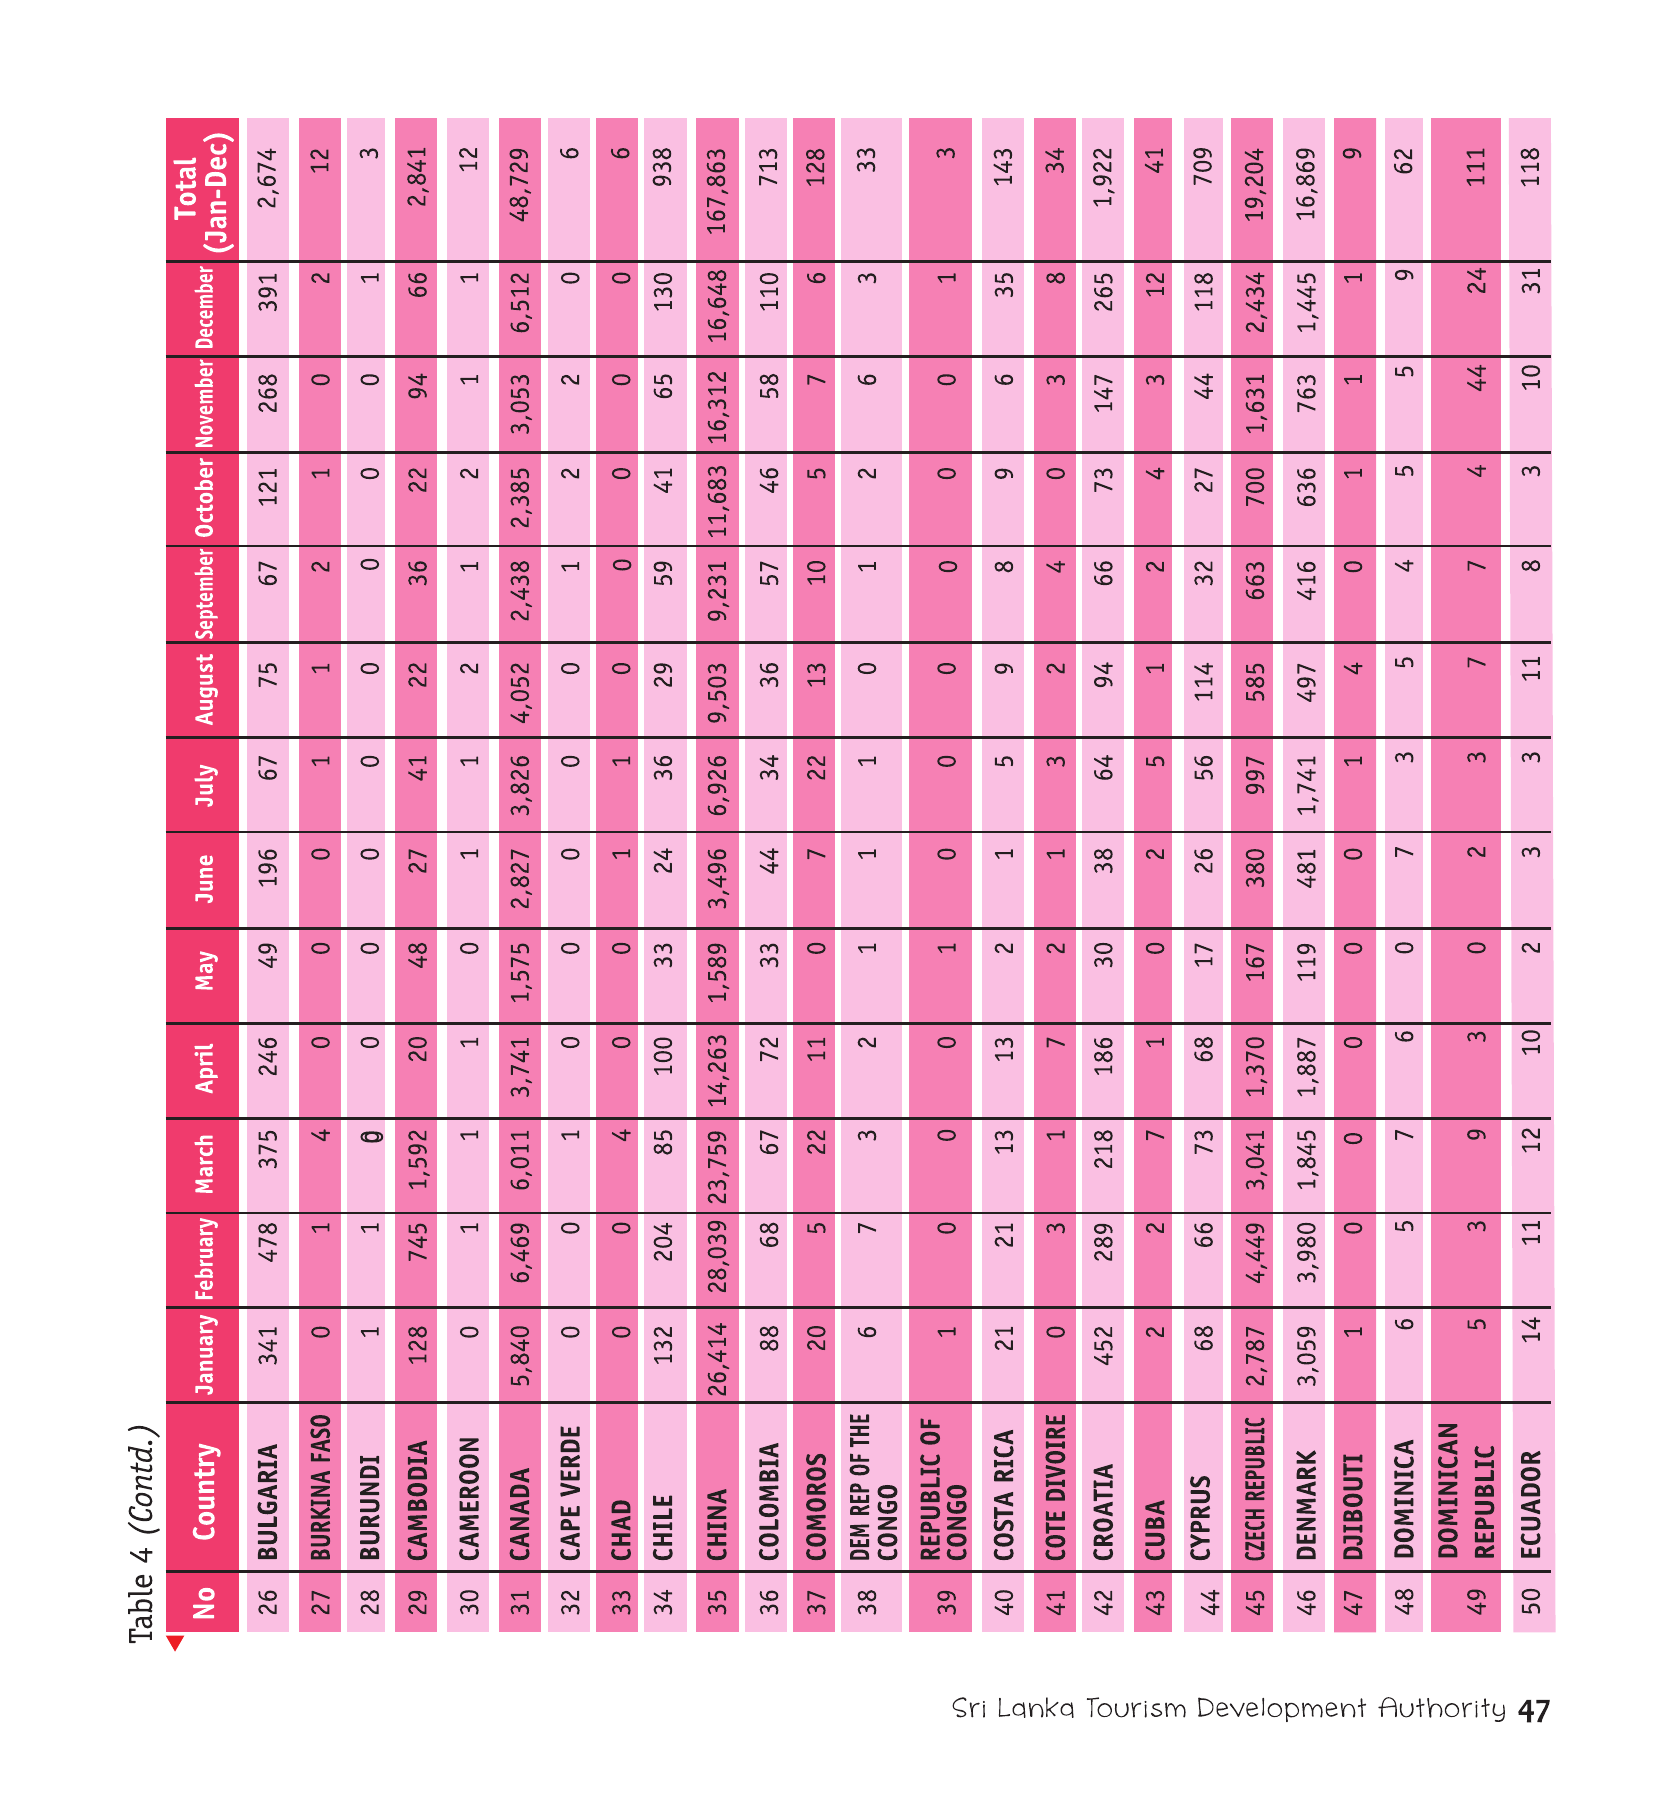 Table 4 (Contd.)
No Country January February March April May June July August September October November December Total (Jan-Dec)
26 BULGARIA 341 478 375 246 49 196 67 75 67 121 268 391 2,674
27 BURKINA FASO 0 1 4 0 0 0 1 1 2 1 0 2 12
28 BURUNDI 1 1 0 0 0 0 0 0 0 0 0 1 3
29 CAMBODIA 128 745 1,592 20 48 27 41 22 36 22 94 66 2,841
30 CAMEROON 0 1 1 1 0 1 1 2 1 2 1 1 12
31 CANADA 5,840 6,469 6,011 3,741 1,575 2,827 3,826 4,052 2,438 2,385 3,053 6,512 48,729
32 CAPE VERDE 0 0 1 0 0 0 0 0 1 2 2 0 6
33 CHAD 0 0 4 0 0 1 1 0 0 0 0 0 6
34 CHILE 132 204 85 100 33 24 36 29 59 41 65 130 938
35 CHINA 26,414 28,039 23,759 14,263 1,589 3,496 6,926 9,503 9,231 11,683 16,312 16,648 167,863
36 COLOMBIA 88 68 67 72 33 44 34 36 57 46 58 110 713
37 COMOROS 20 5 22 11 0 7 22 13 10 5 7 6 128
38 DEM REP OF THE CONGO 6 7 3 2 1 1 1 0 1 2 6 3 33
39 REPUBLIC OF CONGO 1 0 0 0 1 0 0 0 0 0 0 1 3
40 COSTA RICA 21 21 13 13 2 1 5 9 8 9 6 35 143
41 COTE DIVOIRE 0 3 1 7 2 1 3 2 4 0 3 8 34
42 CROATIA 452 289 218 186 30 38 64 94 66 73 147 265 1,922
43 CUBA 2 2 7 1 0 2 5 1 2 4 3 12 41
44 CYPRUS 68 66 73 68 17 26 56 114 32 27 44 118 709
45 CZECH REPUBLIC 2,787 4,449 3,041 1,370 167 380 997 585 663 700 1,631 2,434 19,204
46 DENMARK 3,059 3,980 1,845 1,887 119 481 1,741 497 416 636 763 1,445 16,869
47 DJIBOUTI 1 0 0 0 0 0 1 4 0 1 1 1 9
48 DOMINICA 6 5 7 6 0 7 3 5 4 5 5 9 62
49 DOMINICAN REPUBLIC 5 3 9 3 0 2 3 7 7 4 44 24 111
50 ECUADOR 14 11 12 10 2 3 3 11 8 3 10 31 118
Sri Lanka Tourism Development Authority 47